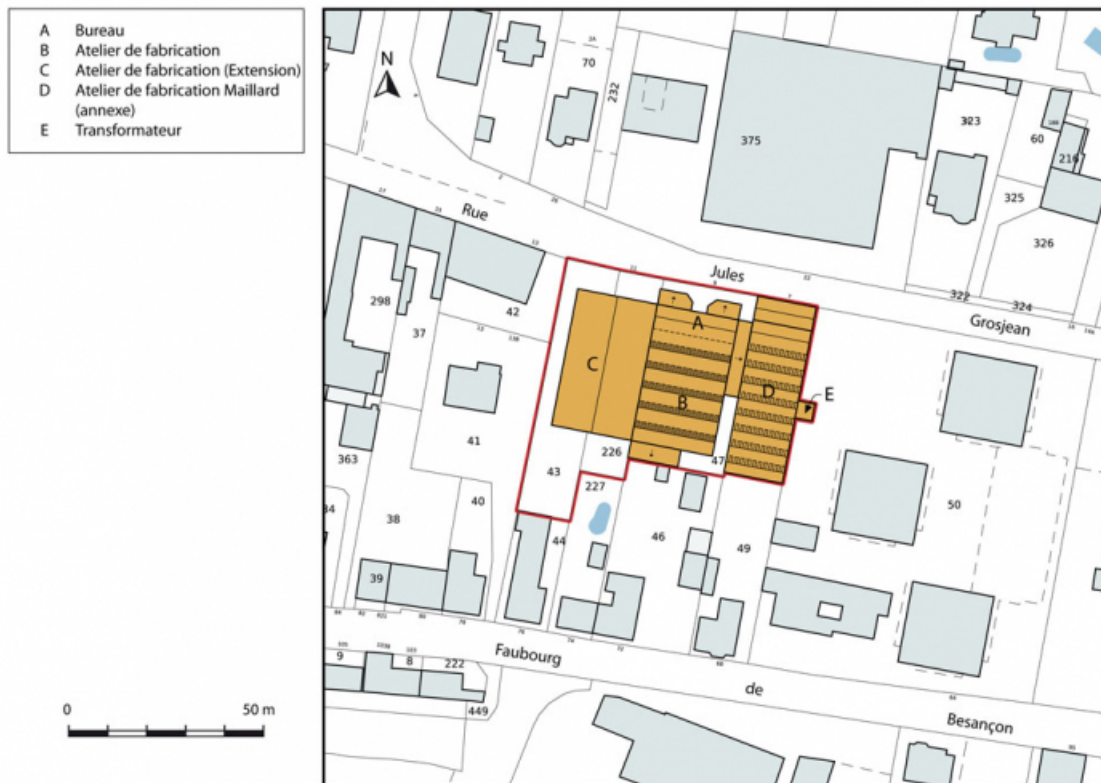 A Bureau
B Atelier de fabrication
C Atelier de fabrication (Extension)
D Atelier de fabrication Maillard
(annexe)
E Transformateur
N
0 50 m
70
232
375
323
60
216
325
326
322
324
Rue
Jules
Grosjean
298
37
42
41
363
38
40
39
43
226
227
44
46
47
49
50
A
B
C
D
E
Faubourg
de
Besançon
9
8
222
449